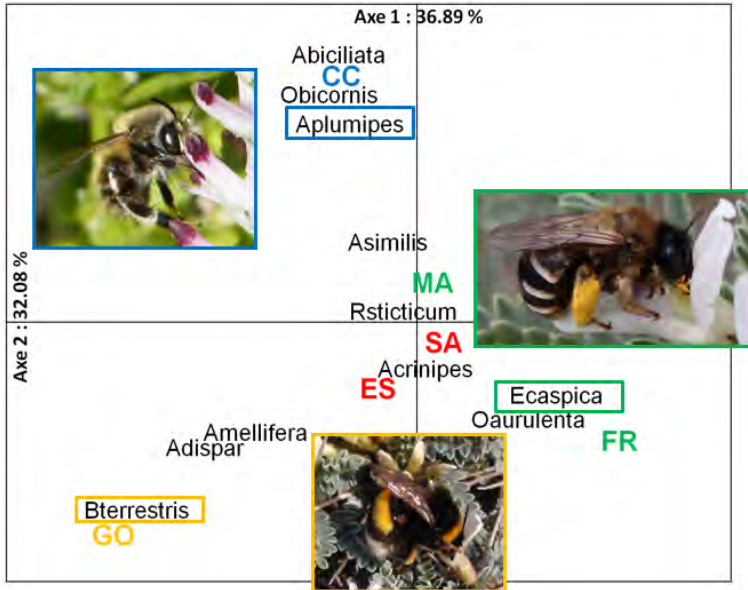 Axe 1 : 36.89 %
Abiciliata
CC
Obicornis
Aplumipes
Asimilis
MA
Rsticticum
Axe 2 : 32.08 %
SA
Acrinipes
ES
Ecaspica
Oaurulenta
Amellifera
FR
Adispar
Bterrestris
GO